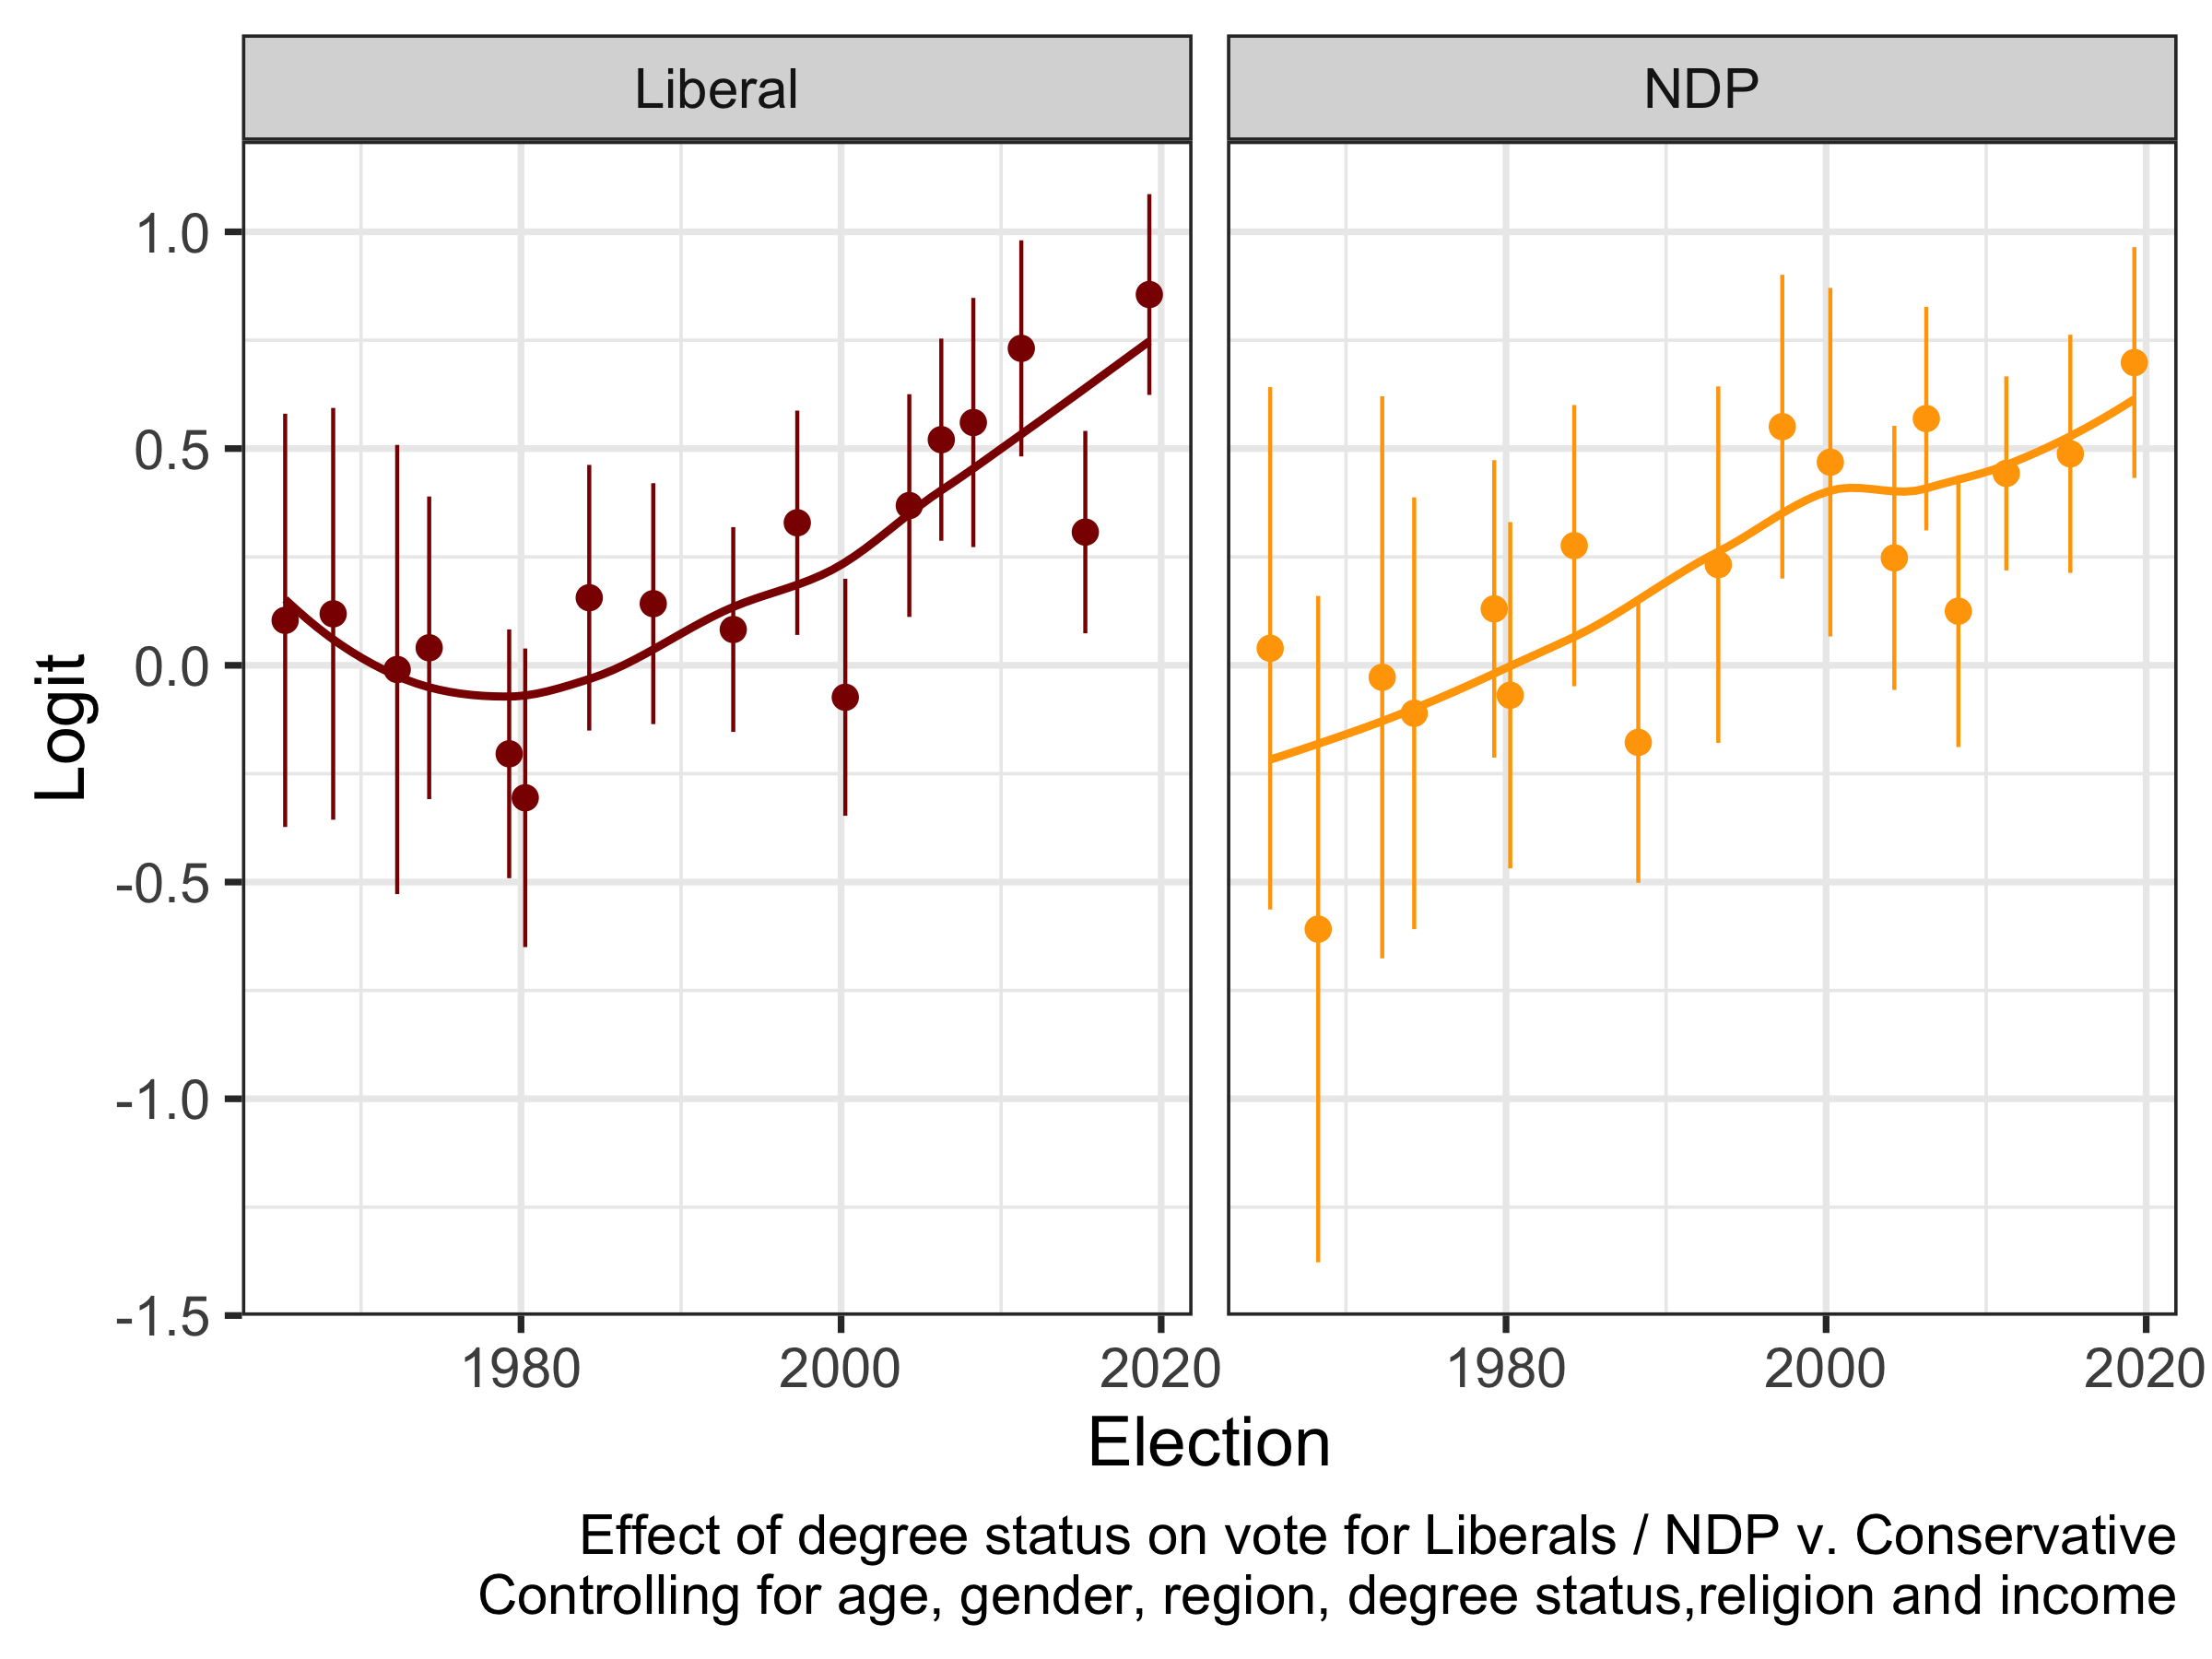 Liberal
NDP
1.0
0.5
0.0
-0.5
-1.0
-1.5
Logit
1980
2000
2020
1980
2000
2020
Election
Effect of degree status on vote for Liberals / NDP v. Conservative
Controlling for age, gender, region, degree status,religion and income